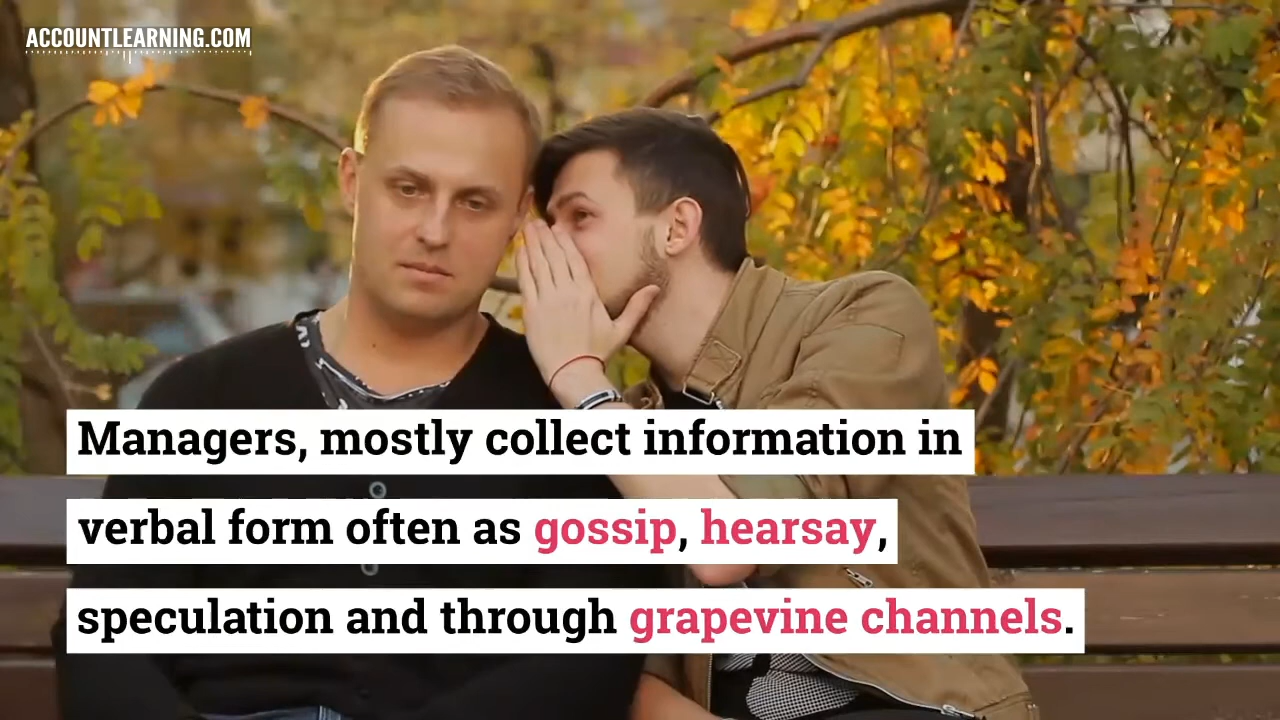 ACCOUNTLEARNING.COM
Managers, mostly collect information in
verbal form often as gossip, hearsay,
speculation and through grapevine channels.